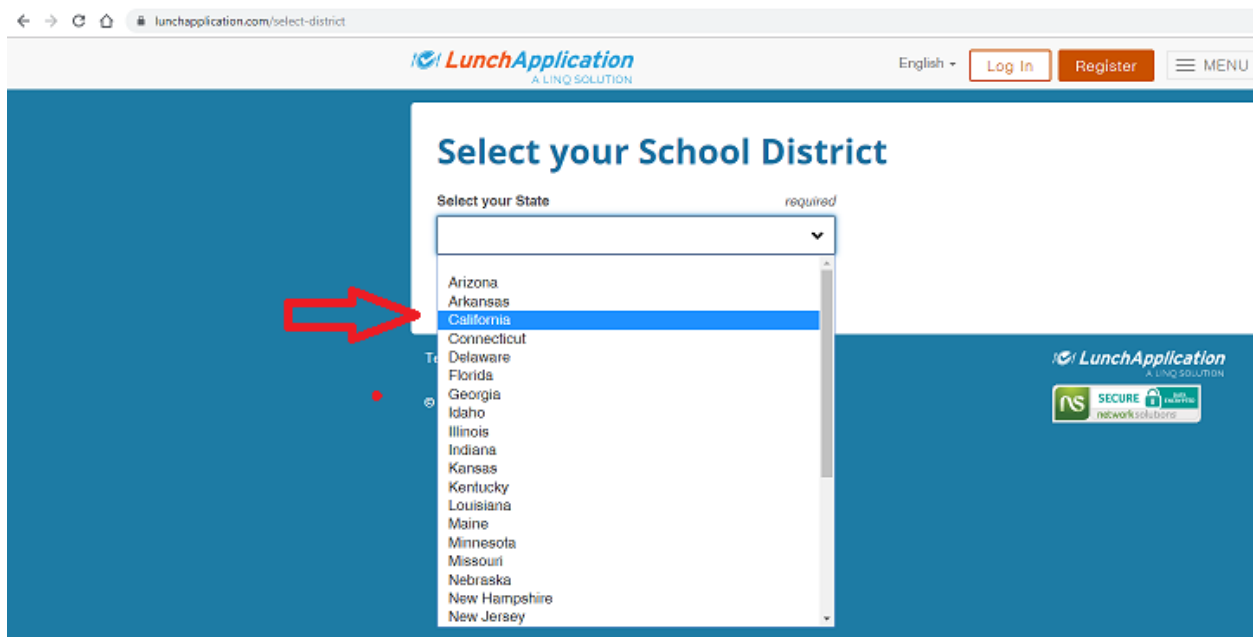 lunchapplication.com/select-district
LunchApplication
A LINQ SOLUTION
English
Log In
Register
MENU
Select your School District
Select your State
required
Arizona
Arkansas
California
Connecticut
Delaware
Florida
Georgia
Idaho
Illinois
Indiana
Kansas
Kentucky
Louisiana
Maine
Minnesota
Missouri
Nebraska
New Hampshire
New Jersey
Te
©
LunchApplication
A LINQ SOLUTION
ns
SECURE
networksolutions